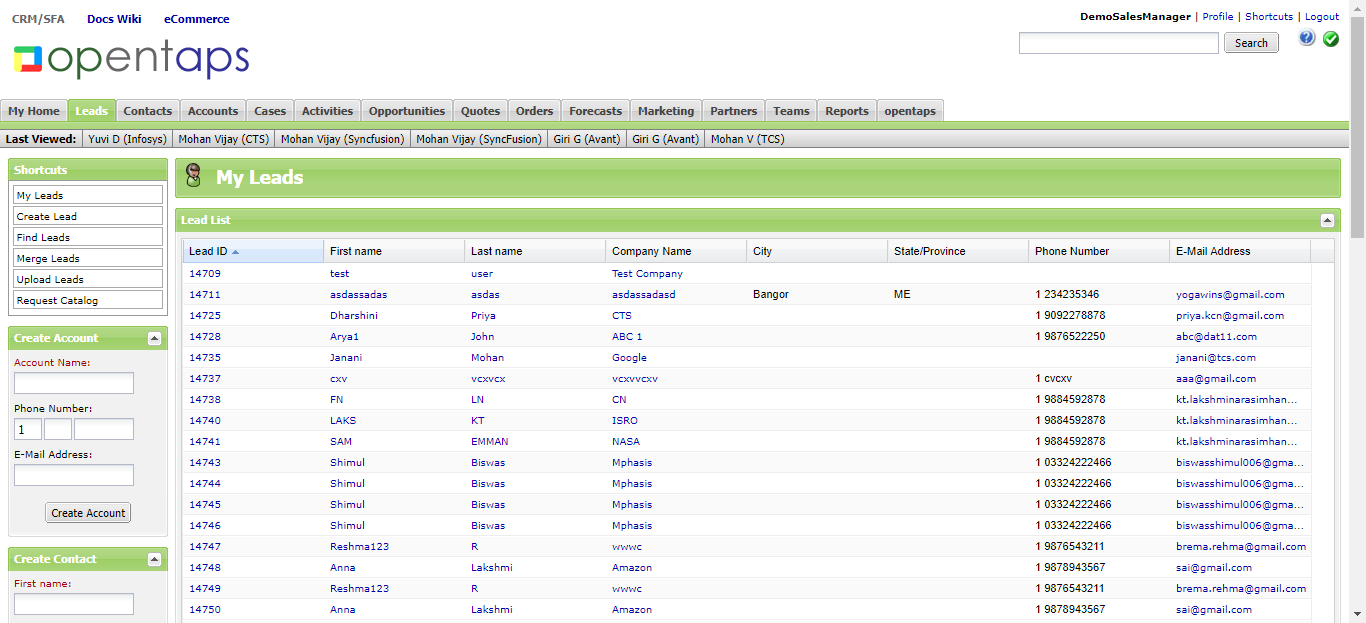 CRM/SFA Docs Wiki eCommerce
DemoSalesManager | Profile | Shortcuts | Logout
opentaps
Search
My Home Leads Contacts Accounts Cases Activities Opportunities Quotes Orders Forecasts Marketing Partners Teams Reports opentaps
Last Viewed: Yuvi D (Infosys) Mohan Vijay (CTS) Mohan Vijay (Syncfusion) Mohan Vijay (SyncFusion) Giri G (Avant) Giri G (Avant) Mohan V (TCS)
Shortcuts
My Leads
Create Lead
Find Leads
Merge Leads
Upload Leads
Request Catalog
Create Account
Account Name:
Phone Number:
1
E-Mail Address:
Create Account
Create Contact
First name:
My Leads
Lead List
Lead ID First name Last name Company Name City State/Province Phone Number E-Mail Address
14709 test user Test Company
14711 asdassadas asdas asdassadasd Bangor ME 1 234235346 yogawins@gmail.com
14725 Dharshini Priya CTS 1 9092278878 priya.kcn@gmail.com
14728 Arya1 John ABC 1 1 9876522250 abc@dat11.com
14735 Janani Mohan Google janani@tcs.com
14737 cxv vcxvcx vcxvvcxv 1 cvcxv aaa@gmail.com
14738 FN LN CN 1 9884592878 kt.lakshminarasimhan...
14740 LAKS KT ISRO 1 9884592878 kt.lakshminarasimhan...
14741 SAM EMMAN NASA 1 9884592878 kt.lakshminarasimhan...
14743 Shimul Biswas Mphasis 1 03324222466 biswasshimul006@gma...
14744 Shimul Biswas Mphasis 1 03324222466 biswasshimul006@gma...
14745 Shimul Biswas Mphasis 1 03324222466 biswasshimul006@gma...
14746 Shimul Biswas Mphasis 1 03324222466 biswasshimul006@gma...
14747 Reshma123 R wwwc 1 9876543211 brema.rehma@gmail.com
14748 Anna Lakshmi Amazon 1 9878943567 sai@gmail.com
14749 Reshma123 R wwwc 1 9876543211 brema.rehma@gmail.com
14750 Anna Lakshmi Amazon 1 9878943567 sai@gmail.com